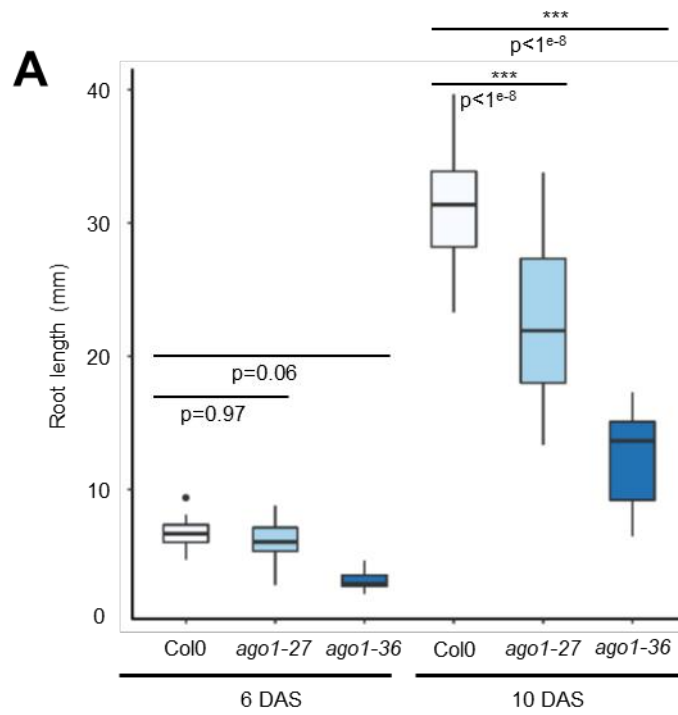 A
***
p<1e-8
***
p<1e-8
40
30
20
10
0
Root length (mm)
p=0.06
p=0.97
Col0 ago1-27 ago1-36 Col0 ago1-27 ago1-36
6 DAS 10 DAS